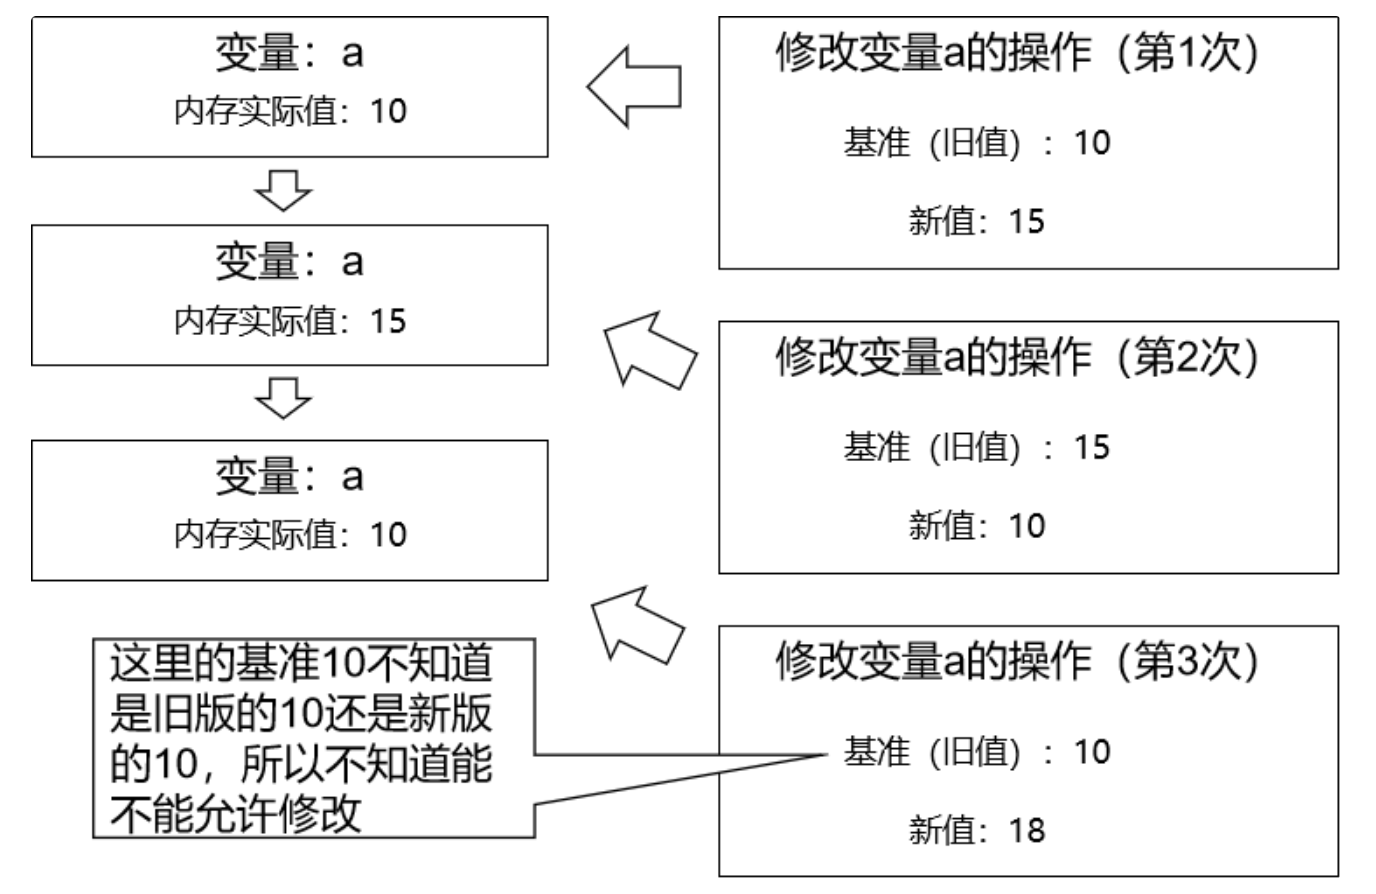 变量：a
内存实际值：10
修改变量a的操作（第1次）
基准（旧值）：10
新值：15
变量：a
内存实际值：15
修改变量a的操作（第2次）
基准（旧值）：15
新值：10
变量：a
内存实际值：10
修改变量a的操作（第3次）
基准（旧值）：10
新值：18
这里的基准10不知道
是旧版的10还是新版
的10，所以不知道能
不能允许修改